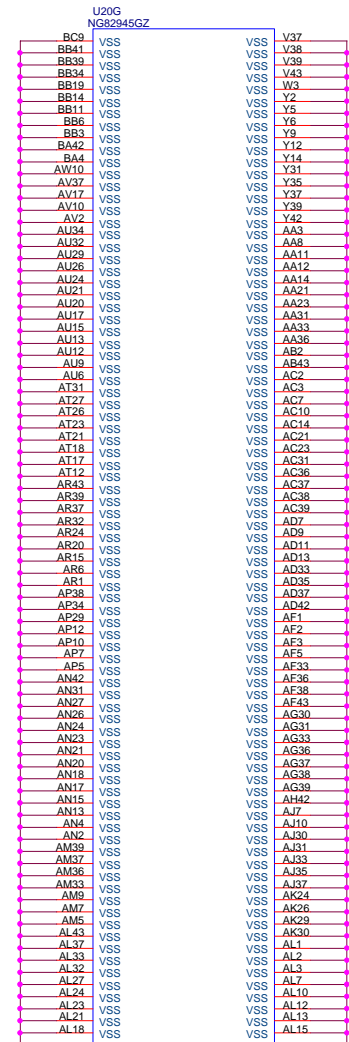 U20G
NG82945GZ
BC9 VSS VSS V37
BB41 VSS VSS V38
BB39 VSS VSS V39
BB34 VSS VSS V43
BB19 VSS VSS W3
BB14 VSS VSS Y2
BB11 VSS VSS Y5
BB6 VSS VSS Y6
BB3 VSS VSS Y9
BA42 VSS VSS Y12
BA4 VSS VSS Y14
AW10 VSS VSS Y31
AV37 VSS VSS Y35
AV17 VSS VSS Y37
AV10 VSS VSS Y39
AV2 VSS VSS Y42
AU34 VSS VSS AA3
AU32 VSS VSS AA8
AU29 VSS VSS AA11
AU26 VSS VSS AA12
AU24 VSS VSS AA14
AU21 VSS VSS AA21
AU20 VSS VSS AA23
AU17 VSS VSS AA31
AU15 VSS VSS AA33
AU13 VSS VSS AA36
AU12 VSS VSS AB2
AU9 VSS VSS AB43
AU6 VSS VSS AC2
AT31 VSS VSS AC3
AT27 VSS VSS AC7
AT26 VSS VSS AC10
AT23 VSS VSS AC14
AT21 VSS VSS AC21
AT18 VSS VSS AC23
AT17 VSS VSS AC31
AT12 VSS VSS AC36
AR43 VSS VSS AC37
AR39 VSS VSS AC38
AR37 VSS VSS AC39
AR32 VSS VSS AD7
AR24 VSS VSS AD9
AR20 VSS VSS AD11
AR15 VSS VSS AD13
AR6 VSS VSS AD33
AR1 VSS VSS AD35
AP38 VSS VSS AD37
AP34 VSS VSS AD42
AP29 VSS VSS AF1
AP12 VSS VSS AF2
AP10 VSS VSS AF3
AP7 VSS VSS AF5
AP5 VSS VSS AF33
AN42 VSS VSS AF36
AN31 VSS VSS AF38
AN27 VSS VSS AF43
AN26 VSS VSS AG30
AN24 VSS VSS AG31
AN23 VSS VSS AG33
AN21 VSS VSS AG36
AN20 VSS VSS AG37
AN18 VSS VSS AG38
AN17 VSS VSS AG39
AN15 VSS VSS AH42
AN13 VSS VSS AJ7
AN4 VSS VSS AJ10
AN2 VSS VSS AJ30
AM39 VSS VSS AJ31
AM37 VSS VSS AJ33
AM36 VSS VSS AJ35
AM33 VSS VSS AJ37
AM9 VSS VSS AK24
AM7 VSS VSS AK26
AM5 VSS VSS AK29
AL43 VSS VSS AK30
AL37 VSS VSS AL1
AL33 VSS VSS AL2
AL32 VSS VSS AL3
AL27 VSS VSS AL7
AL24 VSS VSS AL10
AL23 VSS VSS AL12
AL21 VSS VSS AL13
AL18 VSS VSS AL15